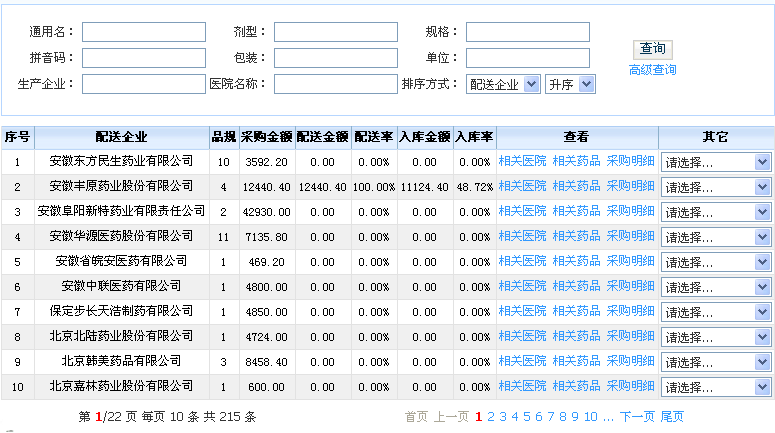 通用名： 剂型： 规格：
拼音码： 包装： 单位： 查询
生产企业： 医院名称： 排序方式： 配送企业 升序 高级查询
序号 配送企业 品规 采购金额 配送金额 配送率 入库金额 入库率 查看 其它
1 安徽东方民生药业有限公司 10 3592.20 0.00 0.00% 0.00 0.00% 相关医院 相关药品 采购明细 请选择...
2 安徽丰原药业股份有限公司 4 12440.40 12440.40 100.00% 11124.40 48.72% 相关医院 相关药品 采购明细 请选择...
3 安徽阜阳新特药业有限责任公司 2 42930.00 0.00 0.00% 0.00 0.00% 相关医院 相关药品 采购明细 请选择...
4 安徽华源医药股份有限公司 11 7135.80 0.00 0.00% 0.00 0.00% 相关医院 相关药品 采购明细 请选择...
5 安徽省皖安医药有限公司 1 469.20 0.00 0.00% 0.00 0.00% 相关医院 相关药品 采购明细 请选择...
6 安徽中联医药有限公司 1 4800.00 0.00 0.00% 0.00 0.00% 相关医院 相关药品 采购明细 请选择...
7 保定步长天浩制药有限公司 1 4850.00 0.00 0.00% 0.00 0.00% 相关医院 相关药品 采购明细 请选择...
8 北京北陆药业股份有限公司 1 4724.00 0.00 0.00% 0.00 0.00% 相关医院 相关药品 采购明细 请选择...
9 北京韩美药品有限公司 3 8458.40 0.00 0.00% 0.00 0.00% 相关医院 相关药品 采购明细 请选择...
10 北京嘉林药业股份有限公司 1 600.00 0.00 0.00% 0.00 0.00% 相关医院 相关药品 采购明细 请选择...
第 1/22 页 每页 10 条 共 215 条 首页 上一页 1 2 3 4 5 6 7 8 9 10 ... 下一页 尾页